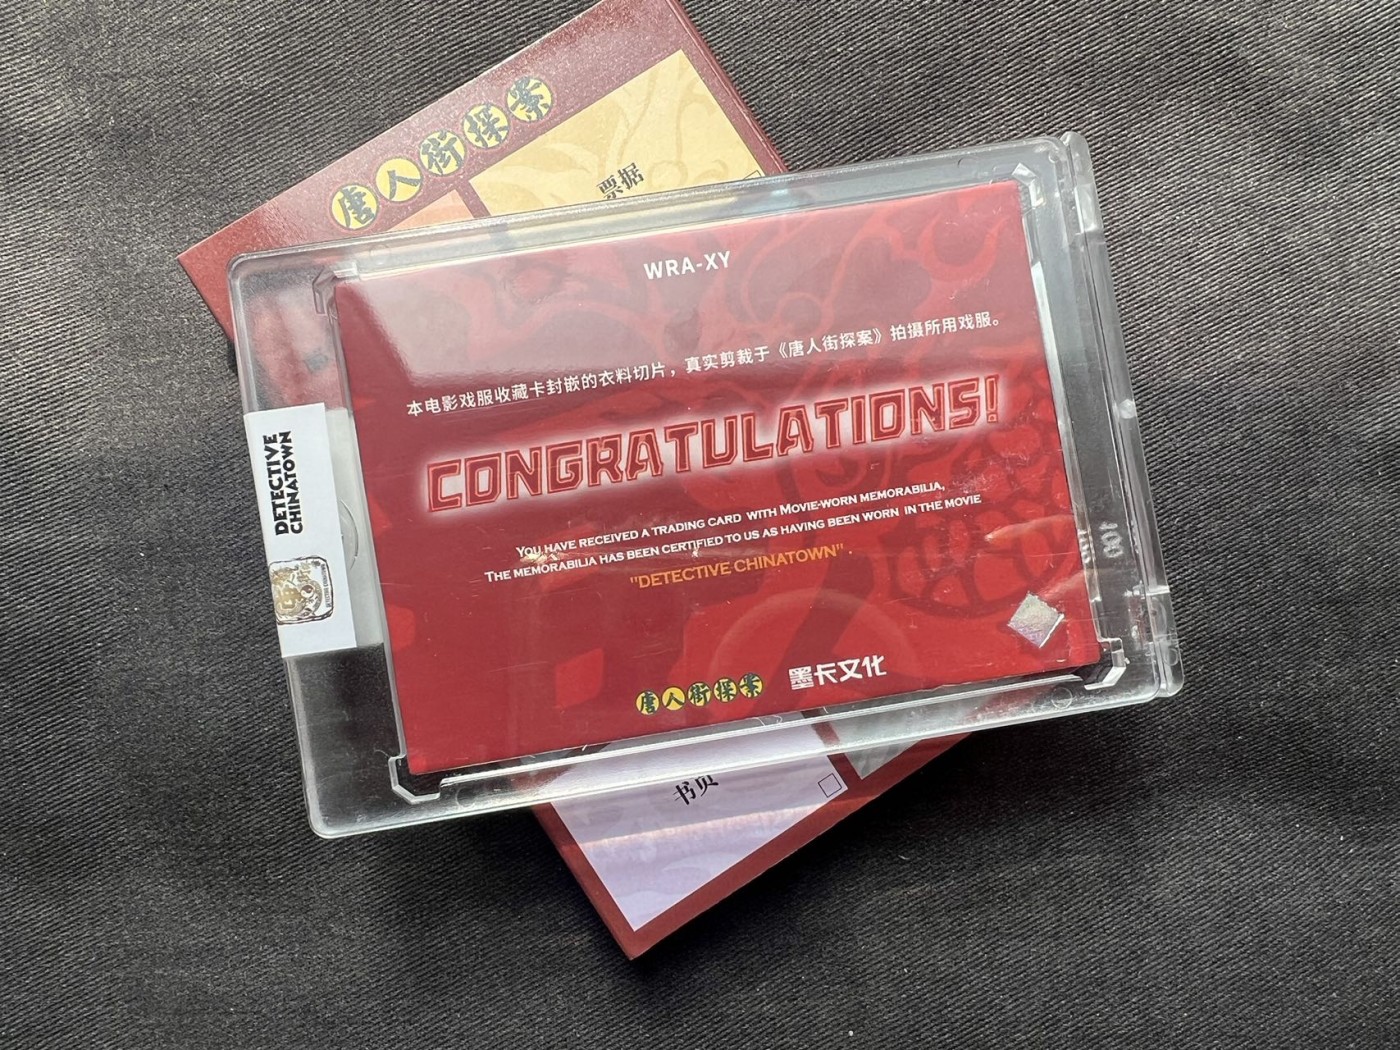 唐人街探案
票据
WRA-XY
本电影戏服收藏卡封嵌的衣料切片，真实剪裁于《唐人街探案》拍摄所用戏服。
CONGRATULATIONS!
YOU HAVE RECEIVED A TRADING CARD WITH MOVIE-WORN MEMORABILIA,
THE MEMORABILIA HAS BEEN CERTIFIED TO US AS HAVING BEEN WORN IN THE MOVIE
"DETECTIVE CHINATOWN" .
唐人街探案
墨卡文化
DETECTIVE
CHINATOWN
书页